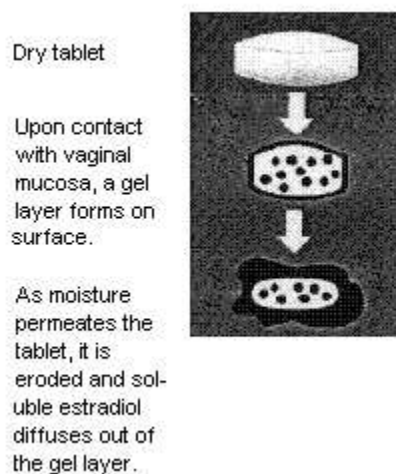 Dry tablet
Upon contact
with vaginal
mucosa, a gel
layer forms on
surface.
As moisture
permeates the
tablet, it is
eroded and sol-
uble estradiol
diffuses out of
the gel layer.